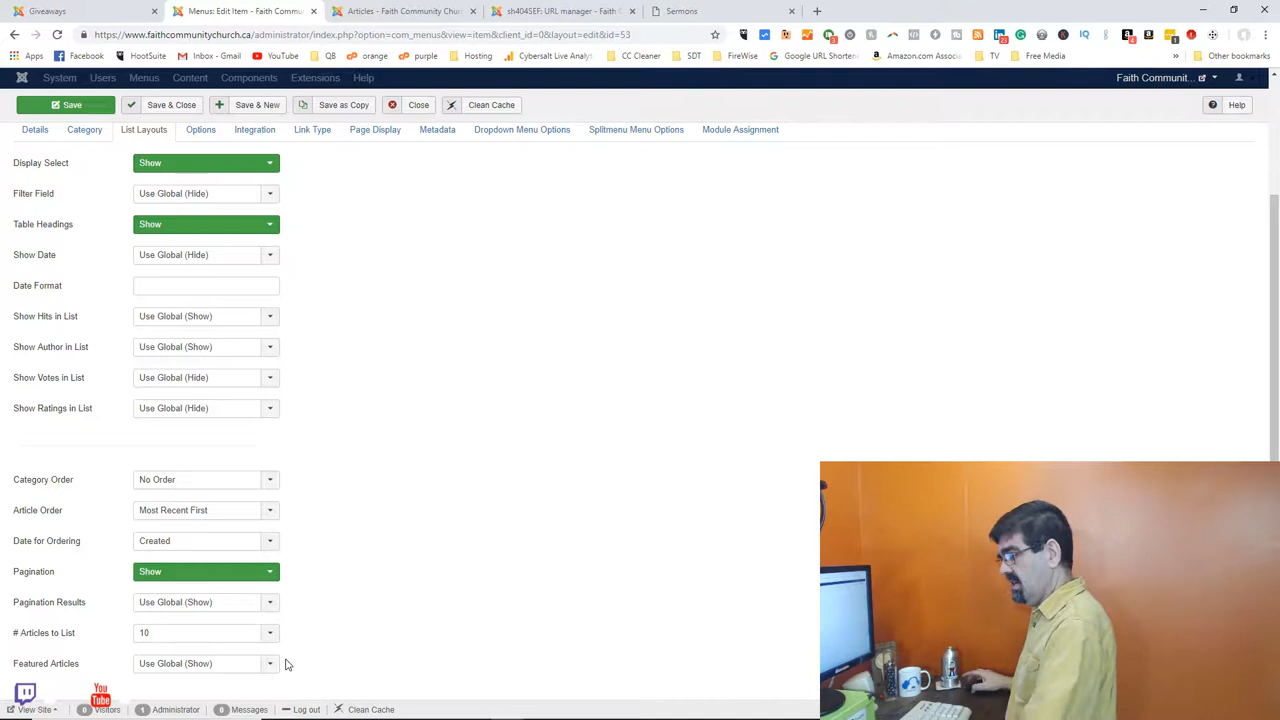 Giveaways
Menus: Edit Item - Faith Commu
Articles - Faith Community Churc
sh404SEF: URL manager - Faith C
Sermons
https://www.faithcommunitychurch.ca/administrator/index.php?option=com_menus&view=item&client_id=0&layout=edit&id=53
Apps Facebook HootSuite Inbox - Gmail YouTube QB orange purple Hosting Cybersalt Live Analy CC Cleaner SDT FireWise Google URL Shortene Amazon.com Associ TV Free Media » Other bookmarks
System Users Menus Content Components Extensions Help Faith Communit...
Save Save & Close Save & New Save as Copy Close Clean Cache Help
Details Category List Layouts Options Integration Link Type Page Display Metadata Dropdown Menu Options Splitmenu Menu Options Module Assignment
Display Select Show
Filter Field Use Global (Hide)
Table Headings Show
Show Date Use Global (Hide)
Date Format
Show Hits in List Use Global (Show)
Show Author in List Use Global (Show)
Show Votes in List Use Global (Hide)
Show Ratings in List Use Global (Hide)
Category Order No Order
Article Order Most Recent First
Date for Ordering Created
Pagination Show
Pagination Results Use Global (Show)
# Articles to List 10
Featured Articles Use Global (Show)
You
Tube
View Site 0 Visitors 1 Administrator 0 Messages Log out Clean Cache